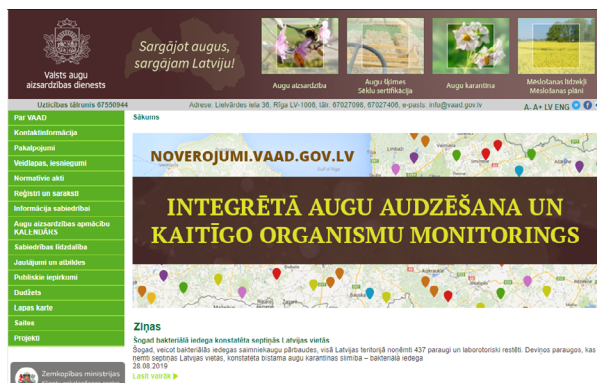 Valsts augu
aizsardzības dienests
Sargājot augus,
sargājam Latviju!
Augu aizsardzība
Augu šķirnes
Sēklu sertifikācija
Augu karantīna
Mēslošanas līdzekļi
Mēslošanas plāni
Uzticības tālrunis 67550944
Adrese: Lielvārdes iela 36, Rīga LV-1006, tālr. 67027098, 67027406, e-pasts: info@vaad.gov.lv
A- A+ LV ENG
Par VAAD
Kontaktinformācija
Pakalpojumi
Veidlapas, iesniegumi
Normatīvie akti
Reģistri un saraksti
Informācija sabiedrībai
Augu aizsardzības apmācību
KALENDĀRS
Sabiedrības līdzdalība
Jautājumi un atbildes
Publiskie iepirkumi
Budžets
Lapas karte
Saites
Projekti
Zemkopības ministrijas
Sākums
NOVEROJUMI.VAAD.GOV.LV
INTEGRĒTĀ AUGU AUDZĒŠANA UN
KAITĪGO ORGANISMU MONITORINGS
Ziņas
Šogad bakteriālā iedega konstatēta septiņās Latvijas vietās
Šogad, veicot bakteriālās iedegas saimniekaugu pārbaudes, visā Latvijas teritorijā noņēmti 437 paraugi un laboratoriski testēti. Deviņos paraugos, kas
ņemti septiņās Latvijas vietās, konstatēta bīstama augu karantīnas slimība – bakteriālā iedega
28.08.2019
Lasīt vairāk